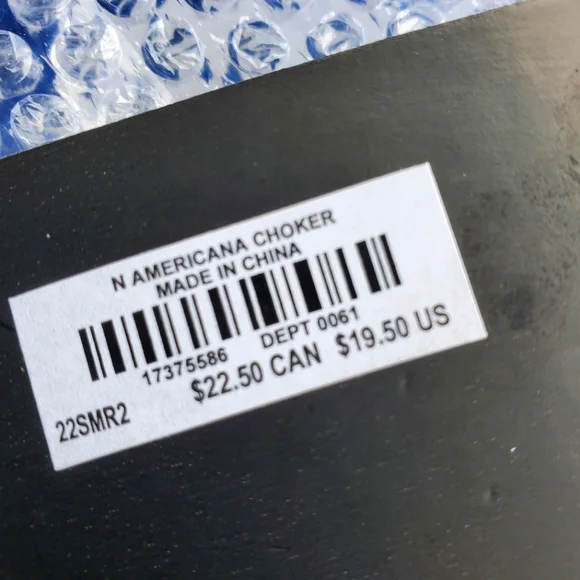 N AMERICANA CHOKER
MADE IN CHINA
17375586 DEPT 0061
22SMR2 $22.50 CAN $19.50 US